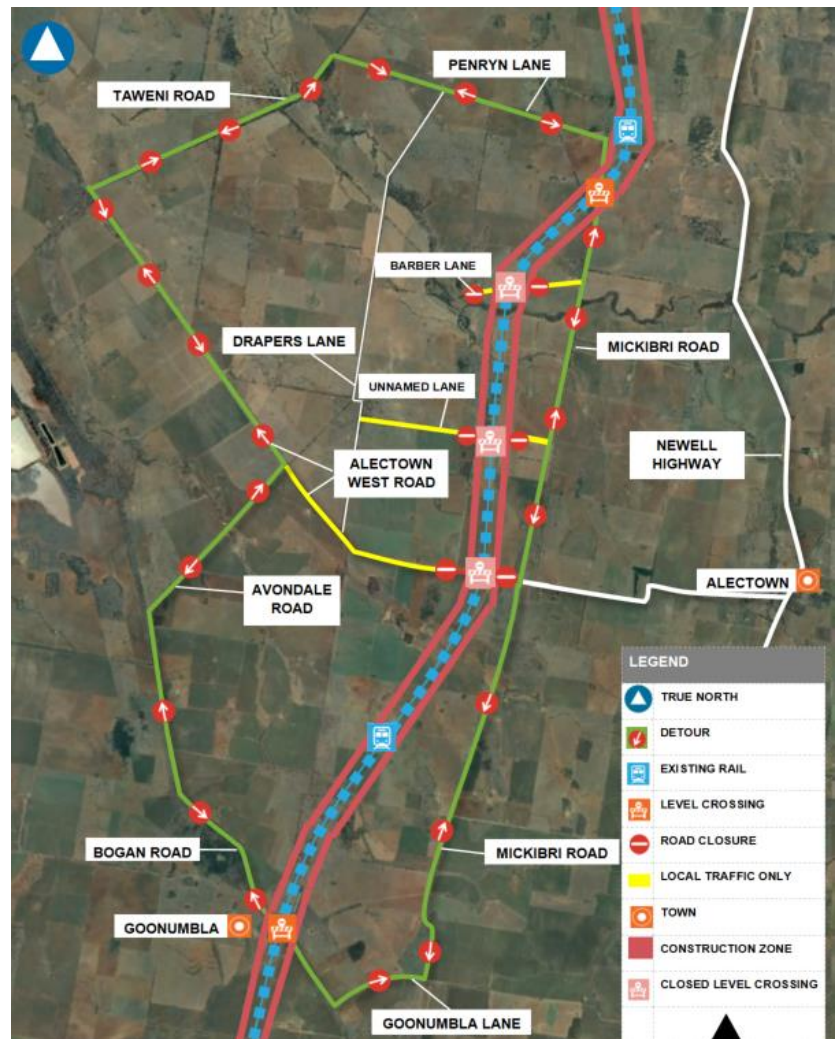 PENRYN LANE
TAWENI ROAD
BARBER LANE
DRAPERS LANE
MICKIBRI ROAD
UNNAMED LANE
ALECTOWN
WEST ROAD
NEWELL
HIGHWAY
AVONDALE
ROAD
ALECTOWN
BOGAN ROAD
MICKIBRI ROAD
GOONUMBLA
GOONUMBLA LANE
LEGEND
TRUE NORTH
DETOUR
EXISTING RAIL
LEVEL CROSSING
ROAD CLOSURE
LOCAL TRAFFIC ONLY
TOWN
CONSTRUCTION ZONE
CLOSED LEVEL CROSSING